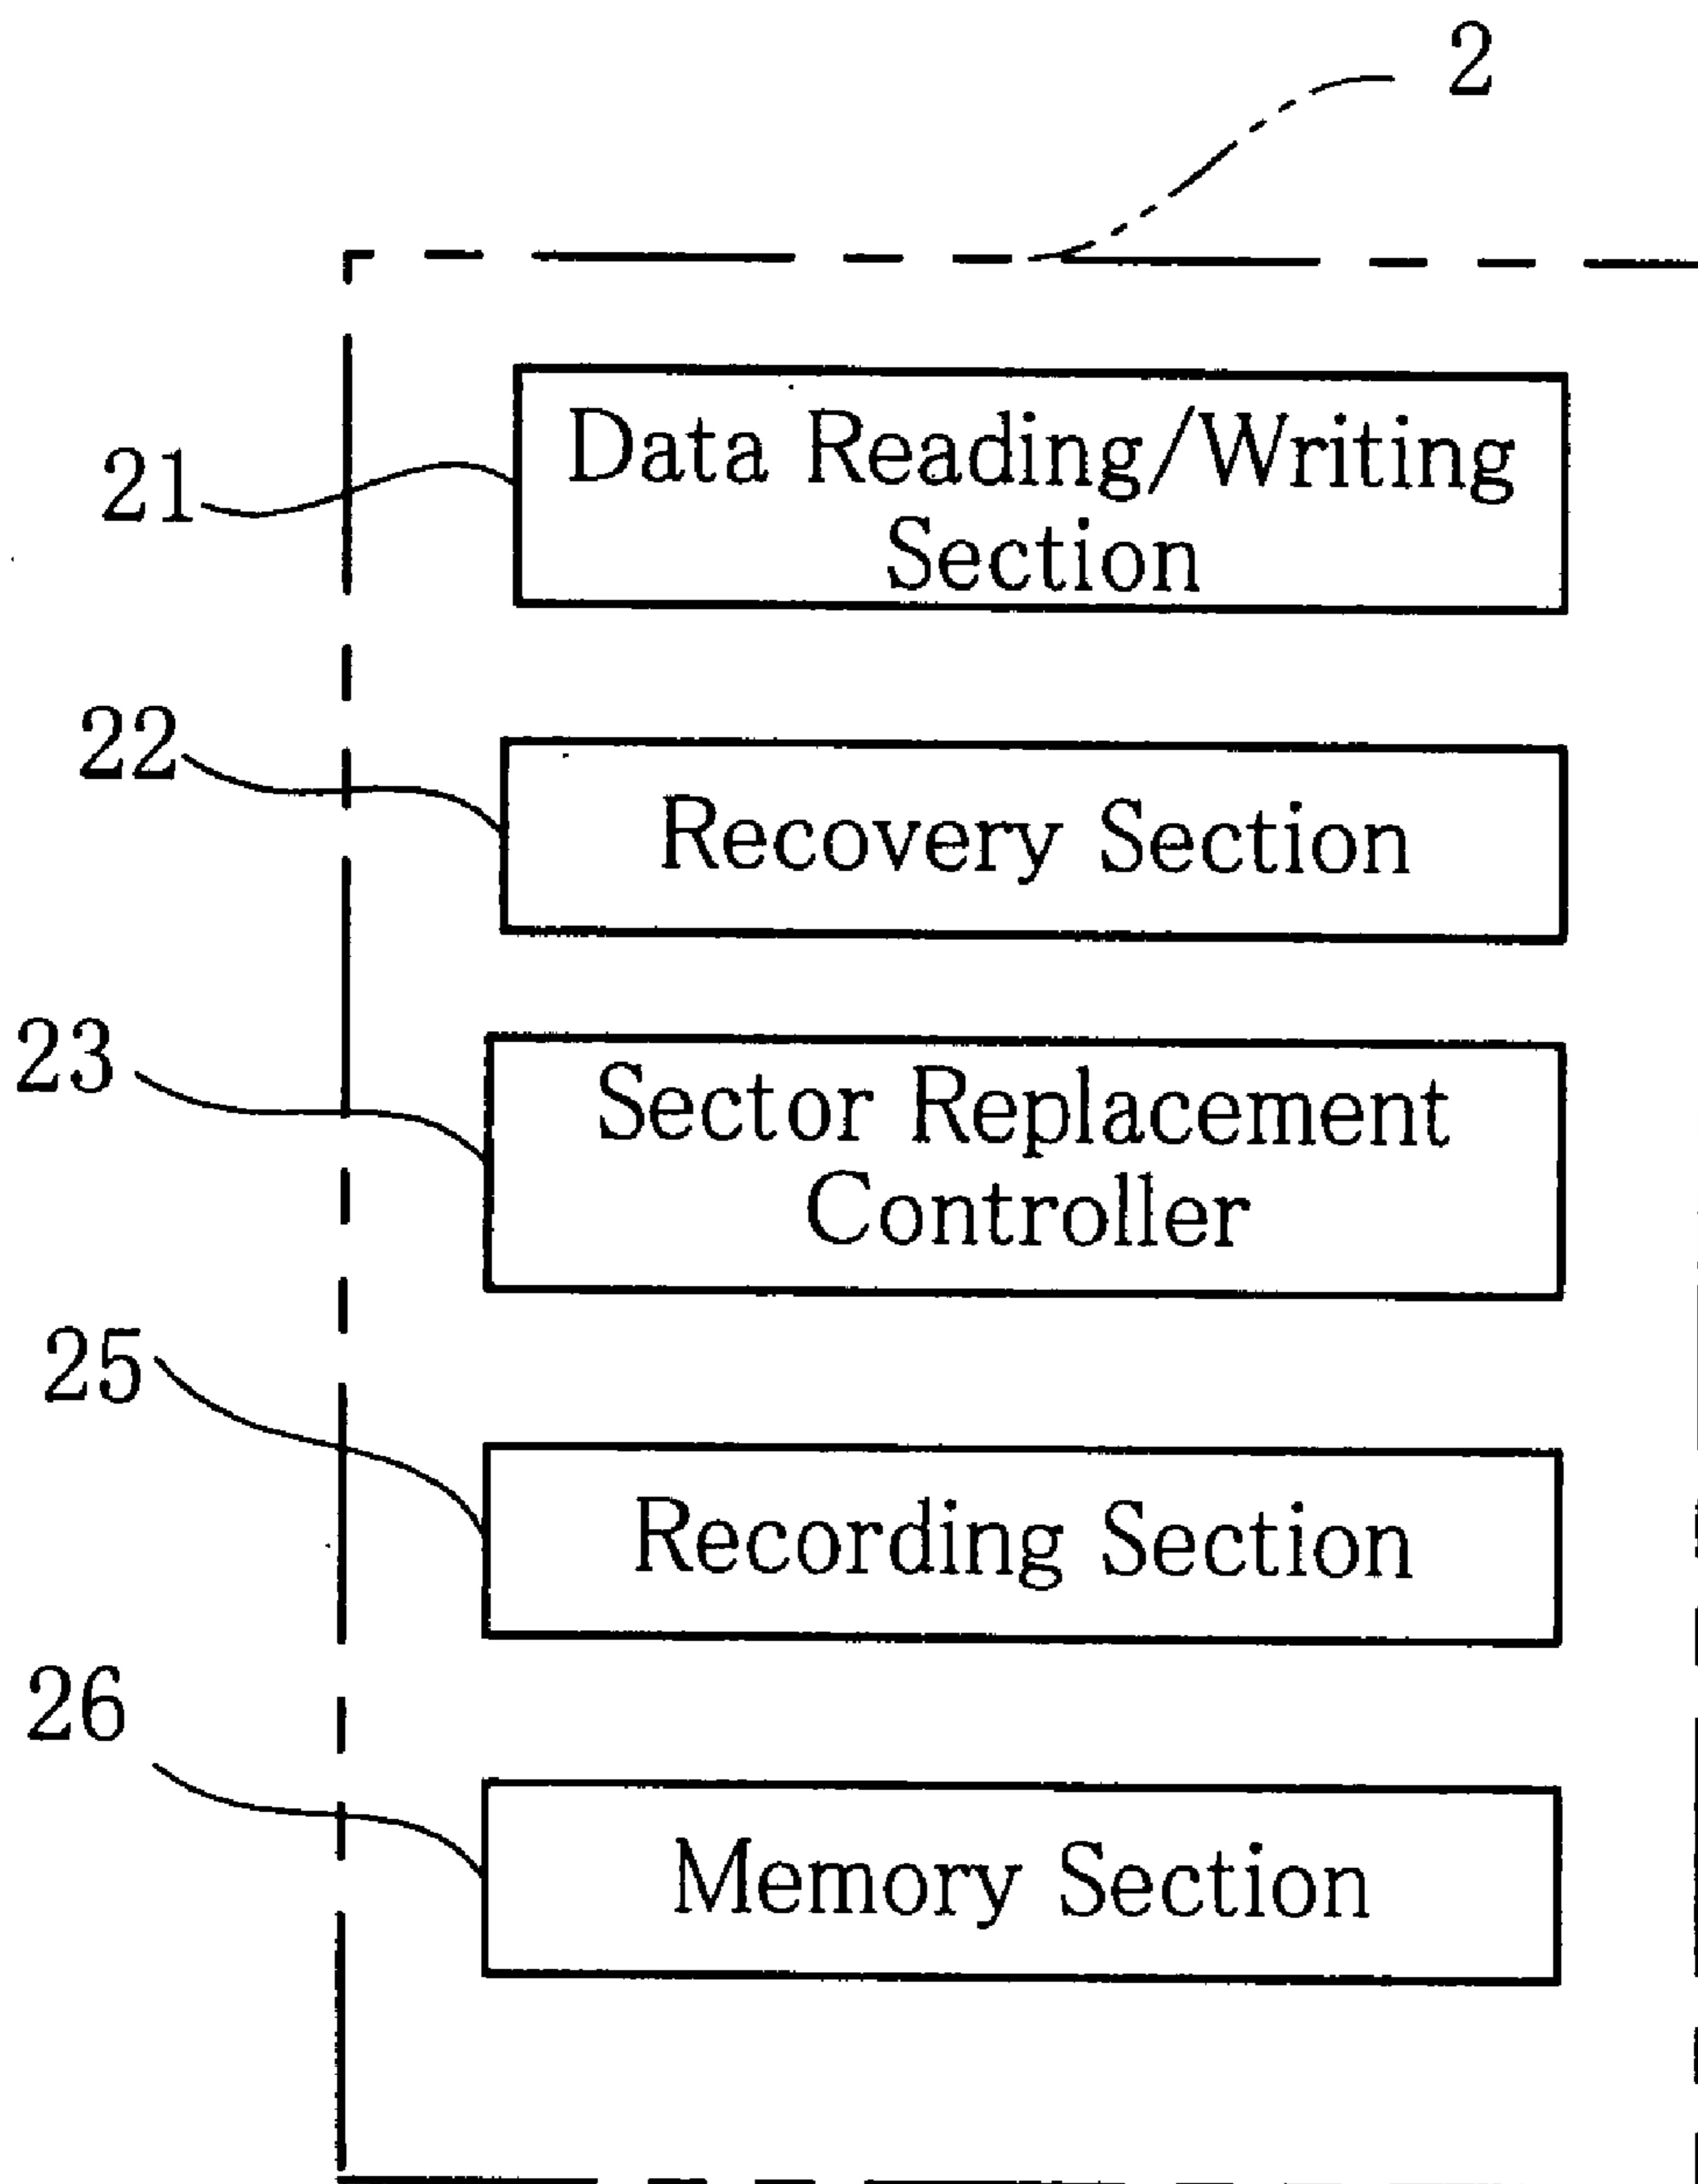 2
21
Data Reading/Writing
Section
22
Recovery Section
23
Sector Replacement
Controller
25
Recording Section
26
Memory Section